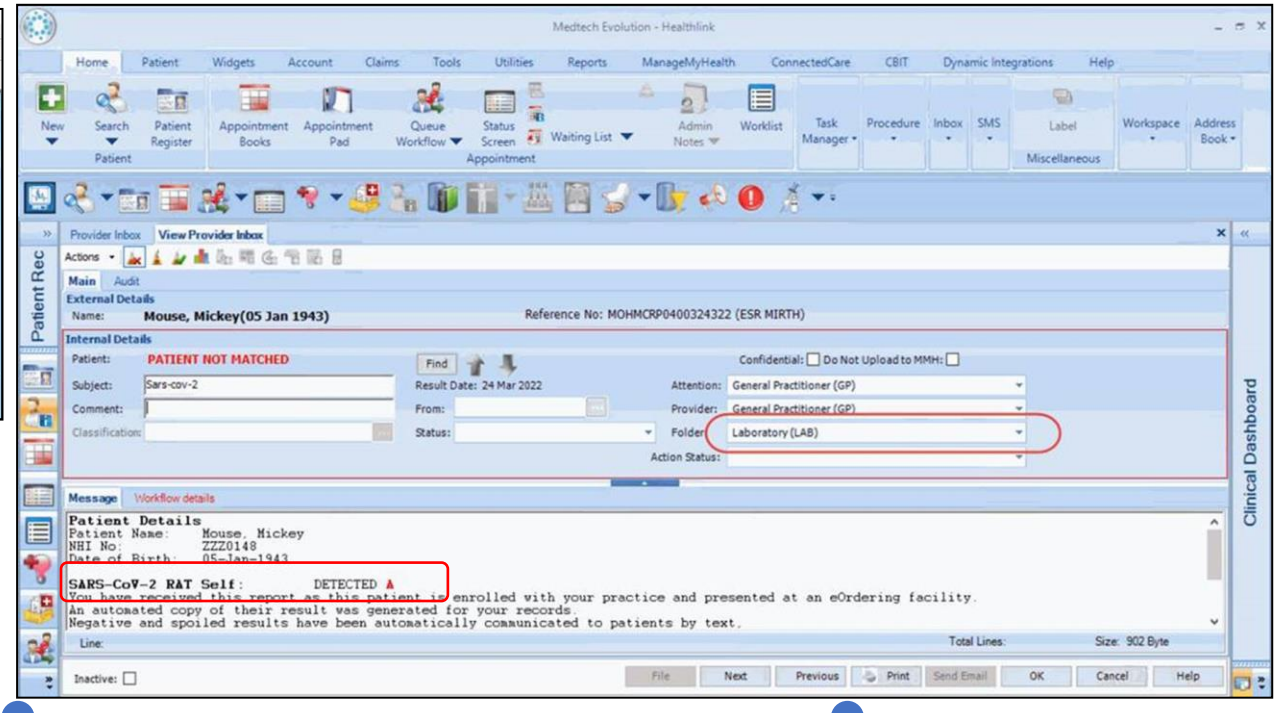 Medtech Evolution - Healthlink
Home Patient Widgets Account Claims Tools Utilities Reports ManageMyHealth ConnectedCare CBIT Dynamic Integrations Help
New Search Patient Register Appointment Books Appointment Pad Queue Workflow Status Screen Waiting List Admin Notes Worklist Task Manager Procedure Inbox SMS Label Workspace Address Book
Patient Appointment Miscellaneous
Provider Inbox View Provider Inbox
Actions
Main Audit
External Details
Name: Mouse, Mickey(05 Jan 1943) Reference No: MOHMCRP0400324322 (ESR MIRTH)
Internal Details
Patient: PATIENT NOT MATCHED Find Confidential: Do Not Upload to MMH:
Subject: Sars-cov-2 Result Date: 24 Mar 2022 Attention: General Practitioner (GP)
Comment: From: Provider: General Practitioner (GP)
Classification: Status: Folder Laboratory (LAB)
Action Status:
Message Workflow details
Patient Details
Patient Name: Mouse, Mickey
NHI No: ZZZ0148
Date of Birth: 05-Jan-1943
SARS-CoV-2 RAT Self: DETECTED A
You have received this report as this patient is enrolled with your practice and presented at an eOrdering facility.
An automated copy of their result was generated for your records.
Negative and spoiled results have been automatically communicated to patients by text.
Line: Total Lines: Size: 902 Byte
Inactive: File Next Previous Print Send Email OK Cancel Help
Patient Rec
Clinical Dashboard